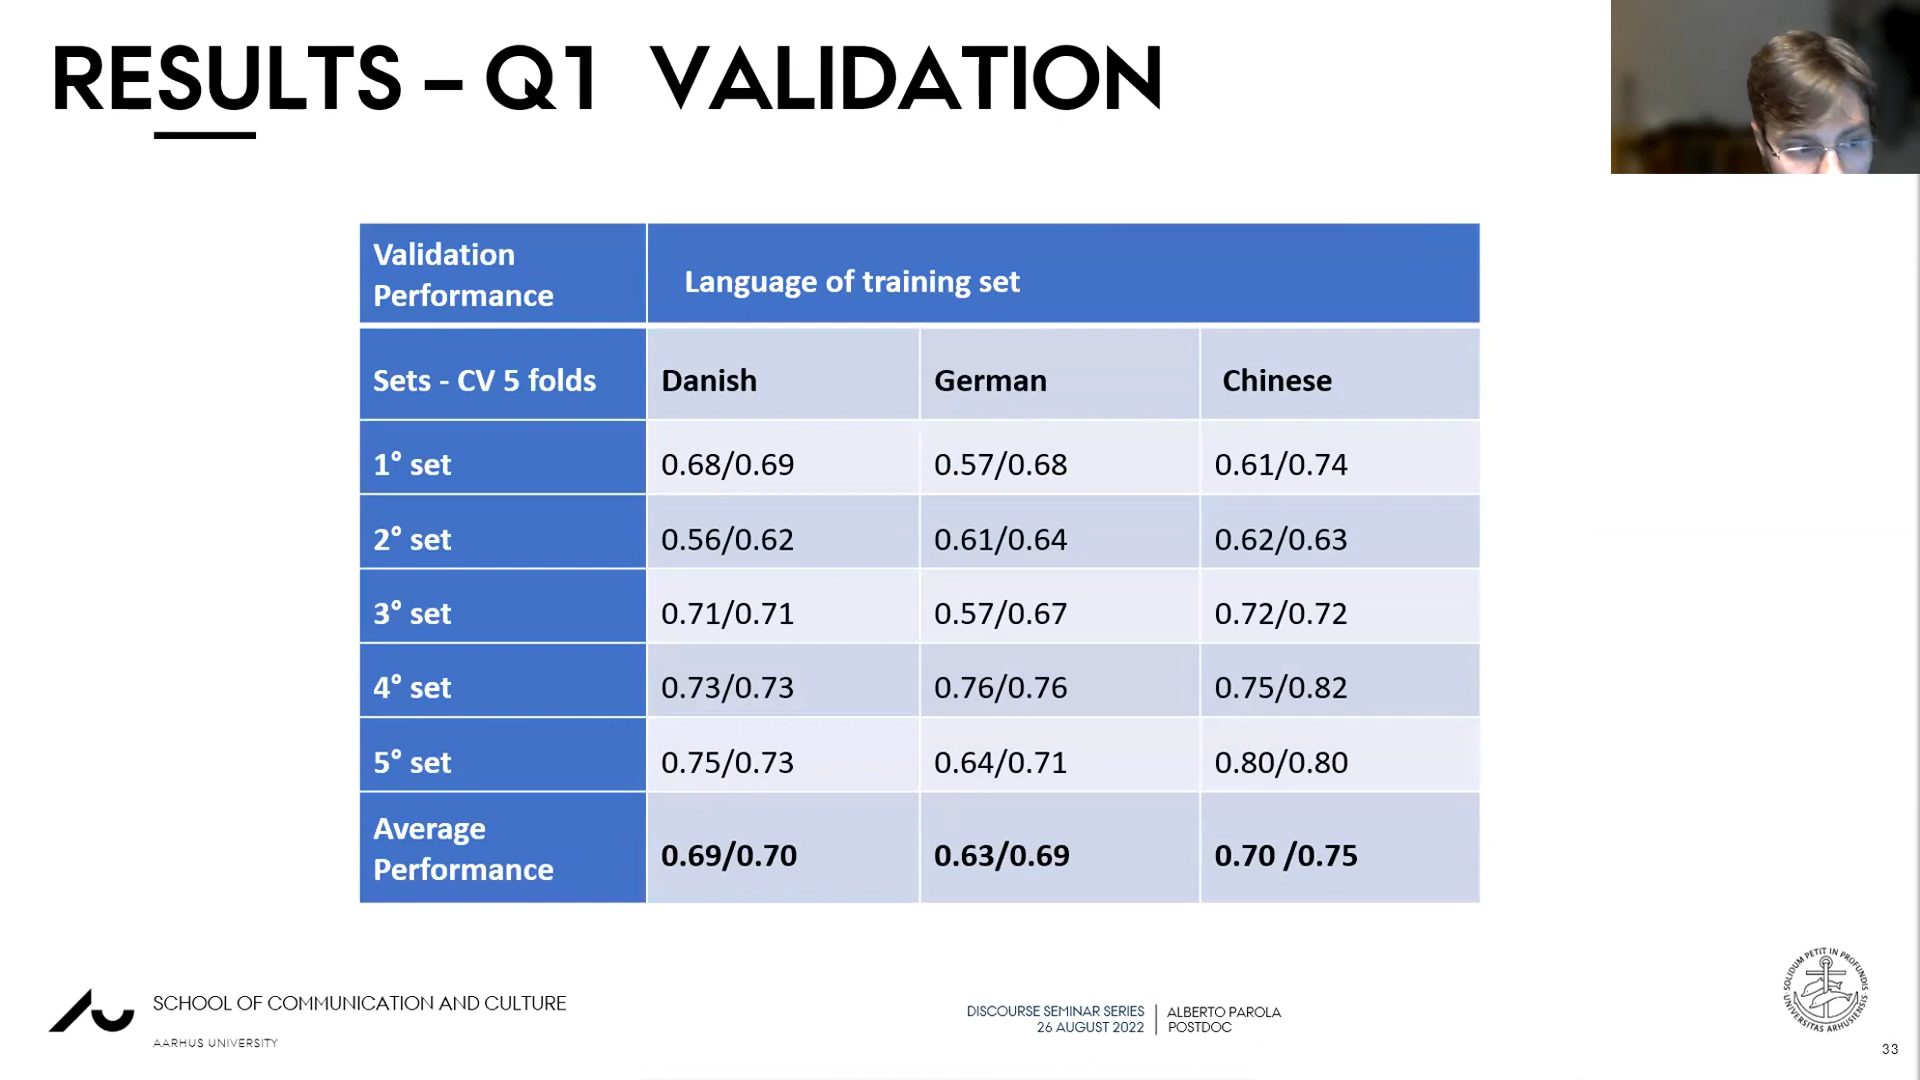 RESULTS – Q1 VALIDATION
Validation Performance
Language of training set
Sets - CV 5 folds Danish German Chinese
1° set 0.68/0.69 0.57/0.68 0.61/0.74
2° set 0.56/0.62 0.61/0.64 0.62/0.63
3° set 0.71/0.71 0.57/0.67 0.72/0.72
4° set 0.73/0.73 0.76/0.76 0.75/0.82
5° set 0.75/0.73 0.64/0.71 0.80/0.80
Average Performance 0.69/0.70 0.63/0.69 0.70 /0.75
SCHOOL OF COMMUNICATION AND CULTURE
AARHUS UNIVERSITY
DISCOURSE SEMINAR SERIES
26 AUGUST 2022
ALBERTO PAROLA
POSTDOC
SOLIDUM PETIT IN PROFUNDIS
UNIVERSITAS ARHUSIENSIS
33